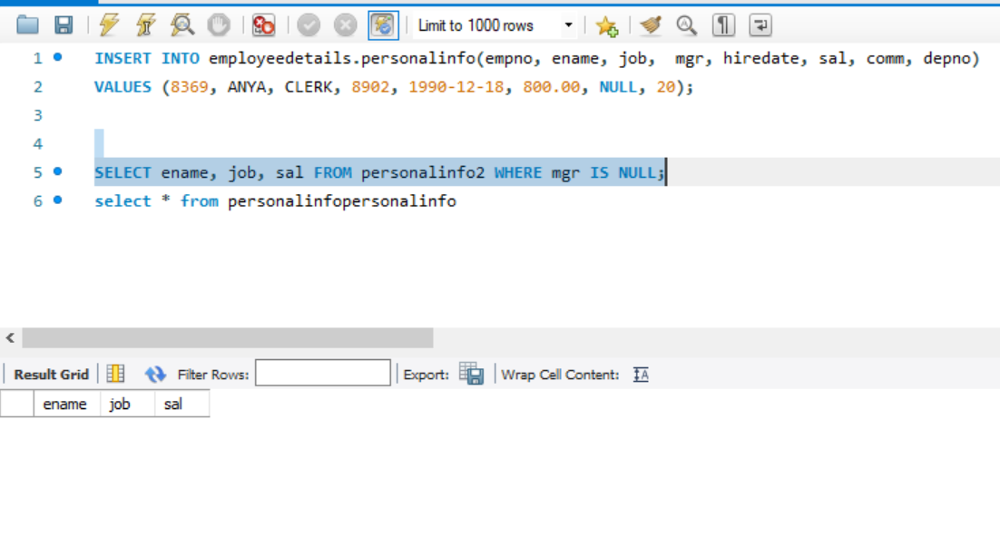 Limit to 1000 rows
1 INSERT INTO employeedetails.personalinfo(empno, ename, job,  mgr, hiredate, sal, comm, depno)
2 VALUES (8369, ANYA, CLERK, 8902, 1990-12-18, 800.00, NULL, 20);
3
4
5 SELECT ename, job, sal FROM personalinfo2 WHERE mgr IS NULL;
6 select * from personalinfopersonalinfo
Result Grid Filter Rows: Export: Wrap Cell Content: IA
ename job sal